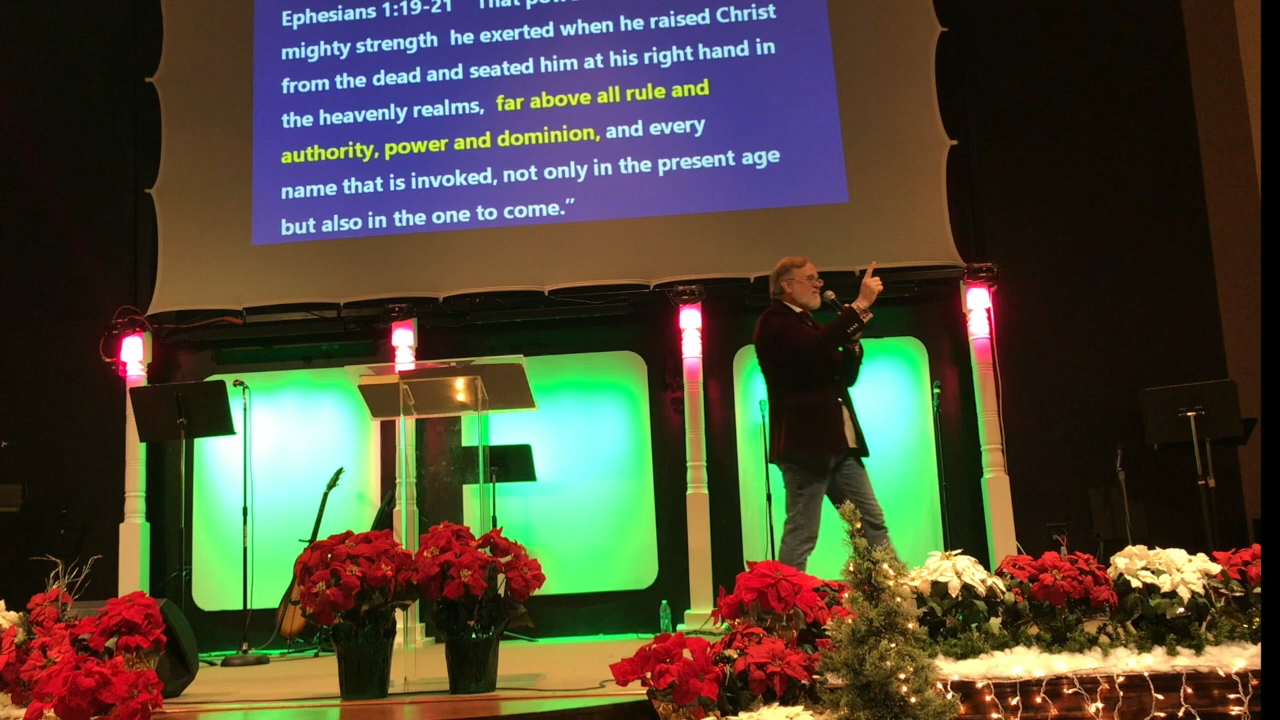 Ephesians 1:19-21 "That
mighty strength he exerted when he raised Christ
from the dead and seated him at his right hand in
the heavenly realms, far above all rule and
authority, power and dominion, and every
name that is invoked, not only in the present age
but also in the one to come."